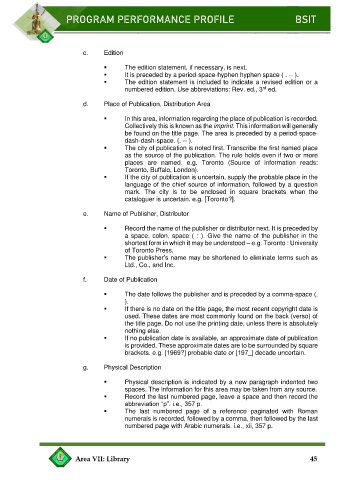 PROGRAM PERFORMANCE PROFILE BSIT
c. Edition
▪ The edition statement, if necessary, is next.
▪ It is preceded by a period-space-hyphen hyphen space ( . -- ).
▪ The edition statement is included to indicate a revised edition or a
numbered edition. Use abbreviations: Rev. ed., 3rd ed.
d. Place of Publication, Distribution Area
▪ In this area, information regarding the place of publication is recorded.
Collectively this is known as the imprint. This information will generally
be found on the title page. The area is preceded by a period-space-
dash-dash-space. (. -- ).
▪ The city of publication is noted first. Transcribe the first named place
as the source of the publication. The rule holds even if two or more
places are named. e.g. Toronto (Source of information reads:
Toronto, Buffalo, London).
▪ If the city of publication is uncertain, supply the probable place in the
language of the chief source of information, followed by a question
mark. The city is to be enclosed in square brackets when the
cataloguer is uncertain. e.g. [Toronto?].
e. Name of Publisher, Distributor
▪ Record the name of the publisher or distributor next. It is preceded by
a space, colon, space ( : ). Give the name of the publisher in the
shortest form in which it may be understood – e.g. Toronto : University
of Toronto Press.
▪ The publisher's name may be shortened to eliminate terms such as
Ltd., Co., and Inc.
f. Date of Publication
▪ The date follows the publisher and is preceded by a comma-space (,
).
▪ If there is no date on the title page, the most recent copyright date is
used. These dates are most commonly found on the back (verso) of
the title page. Do not use the printing date, unless there is absolutely
nothing else.
▪ If no publication date is available, an approximate date of publication
is provided. These approximate dates are to be surrounded by square
brackets. e.g. [1969?] probable date or [197_] decade uncertain.
g. Physical Description
▪ Physical description is indicated by a new paragraph indented two
spaces. The information for this area may be taken from any source.
▪ Record the last numbered page, leave a space and then record the
abbreviation "p". i.e., 357 p.
▪ The last numbered page of a reference paginated with Roman
numerals is recorded, followed by a comma, then followed by the last
numbered page with Arabic numerals. i.e., xii, 357 p.
Area VII: Library 45